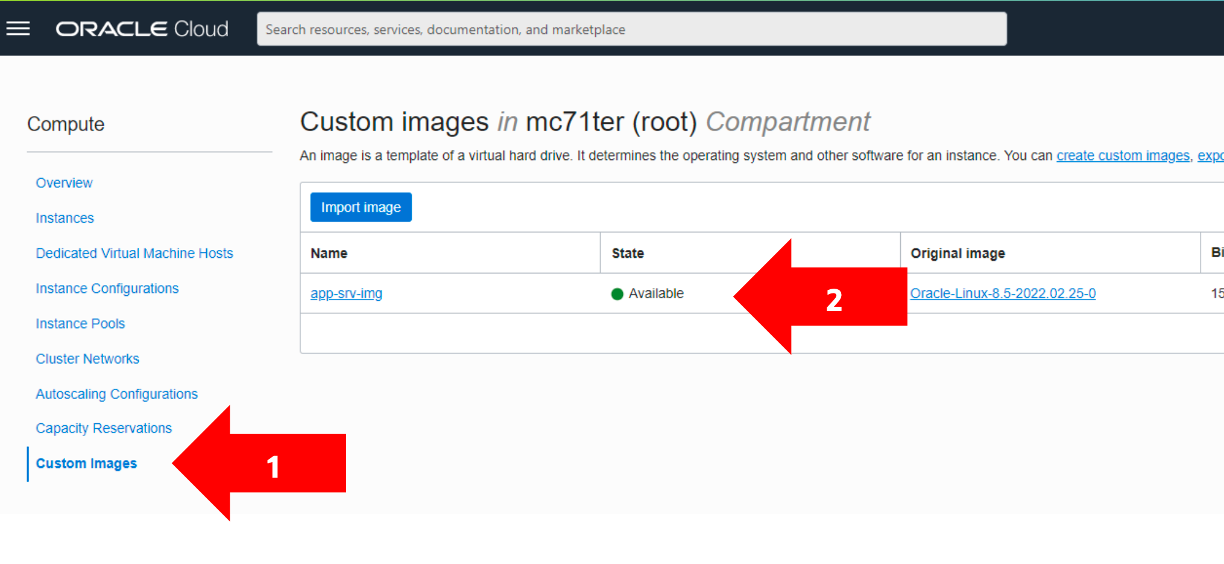 ORACLE Cloud
Search resources, services, documentation, and marketplace
Compute
Overview
Instances
Dedicated Virtual Machine Hosts
Instance Configurations
Instance Pools
Cluster Networks
Autoscaling Configurations
Capacity Reservations
Custom Images
1
Custom images in mc71ter (root) Compartment
An image is a template of a virtual hard drive. It determines the operating system and other software for an instance. You can create custom images, expo
Import image
Name State Original image Bi
app-srv-img Available 2 Oracle-Linux-8.5-2022.02.25-0 15